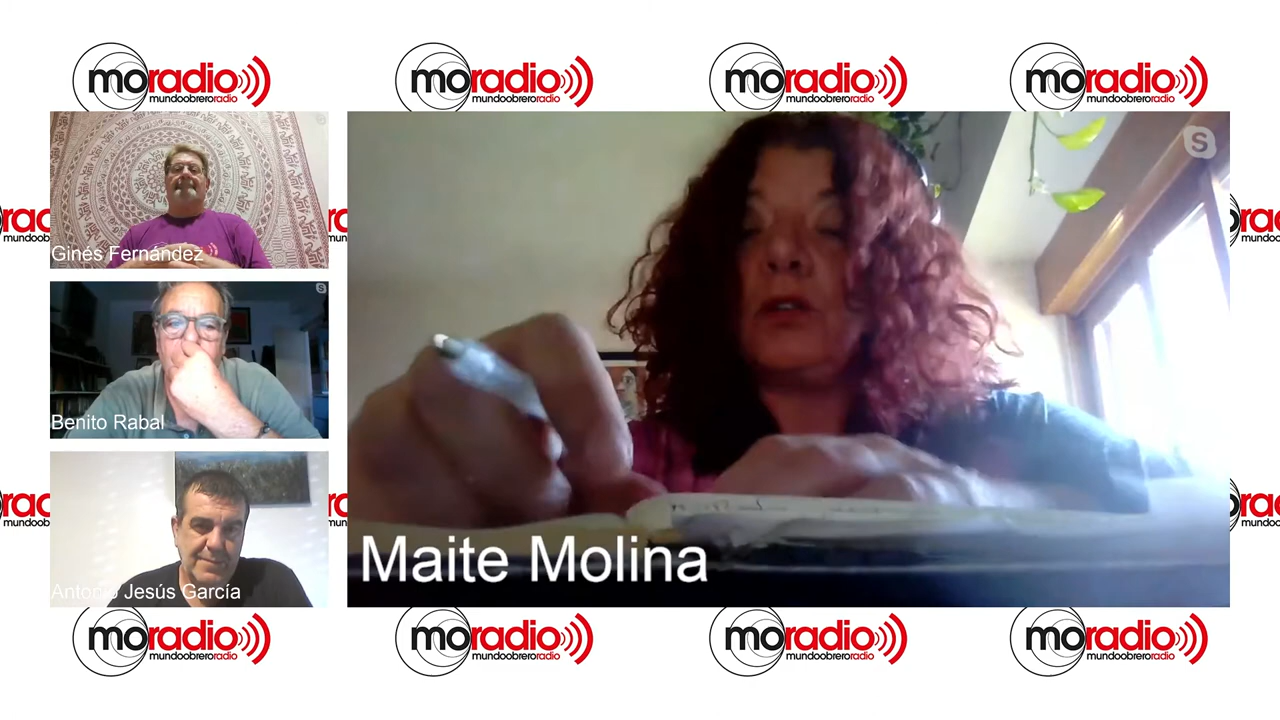 moradio
mundoobreroradio
moradio
mundoobreroradio
moradio
mundoobreroradio
moradio
mundoobreroradio
Ginés Fernández
Benito Rabal
Antonio Jesús García
Maite Molina
moradio
mundoobreroradio
moradio
mundoobreroradio
moradio
mundoobreroradio
moradio
mundoobreroradio